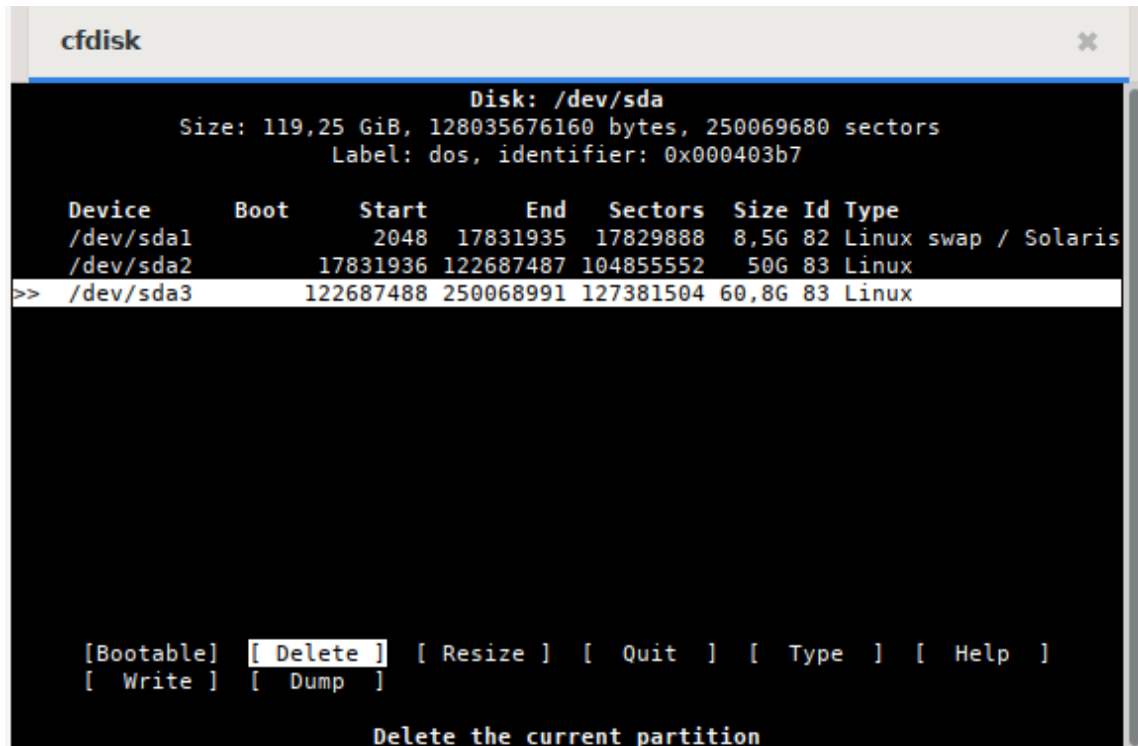 cfdisk
Disk: /dev/sda
Size: 119,25 GiB, 128035676160 bytes, 250069680 sectors
Label: dos, identifier: 0x000403b7
Device Boot Start End Sectors Size Id Type
/dev/sda1 2048 17831935 17829888 8,5G 82 Linux swap / Solaris
/dev/sda2 17831936 122687487 104855552 50G 83 Linux
>> /dev/sda3 122687488 250068991 127381504 60,8G 83 Linux
[Bootable] [ Delete ] [ Resize ] [ Quit ] [ Type ] [ Help ]
[ Write ] [ Dump ]
Delete the current partition